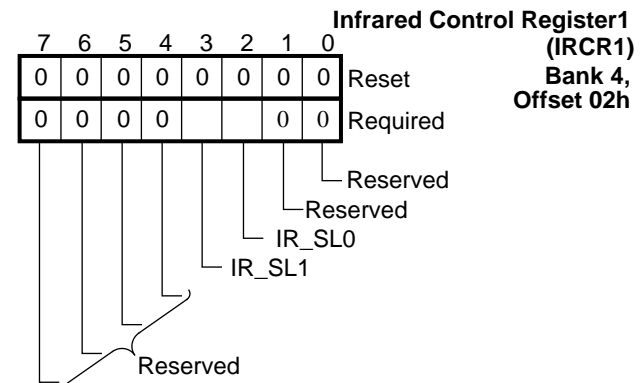 Infrared Control Register1
(IRCR1)
Bank 4,
Offset 02h
7 6 5 4 3 2 1 0
0 0 0 0 0 0 0 0 Reset
0 0 0 0 0 0 Required
Reserved
Reserved
IR_SL0
IR_SL1
Reserved